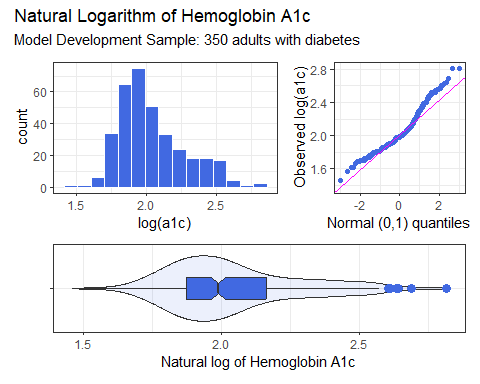 Natural Logarithm of Hemoglobin A1c
Model Development Sample: 350 adults with diabetes
count
60
40
20
0
1.5 2.0 2.5
log(a1c)
Observed log(a1c)
2.8
2.4
2.0
1.6
-2 0 2
Normal (0,1) quantiles
1.5 2.0 2.5
Natural log of Hemoglobin A1c